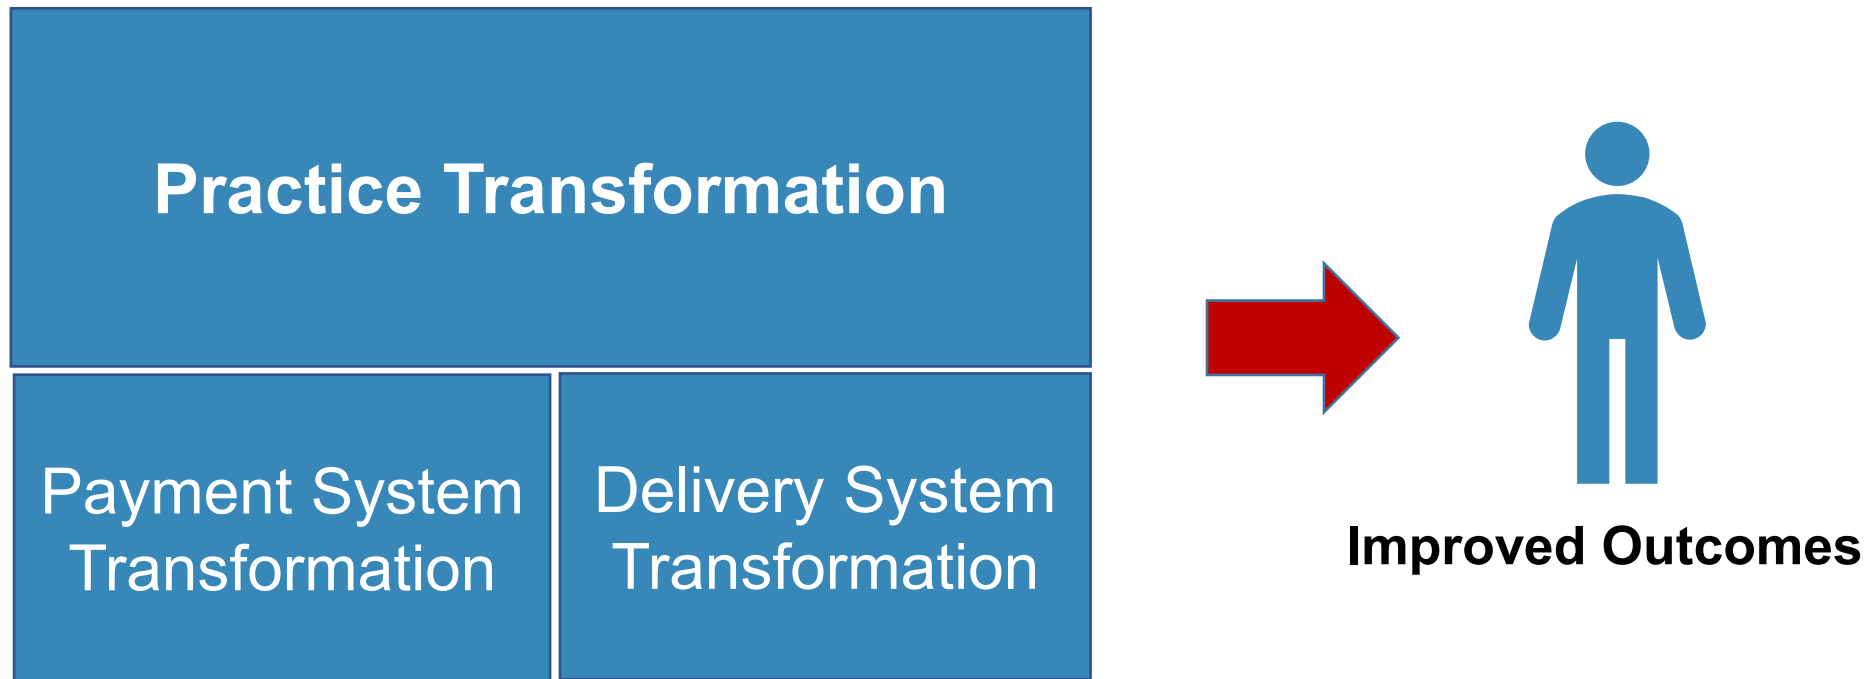 Practice Transformation
Payment System
Transformation
Delivery System
Transformation
Improved Outcomes